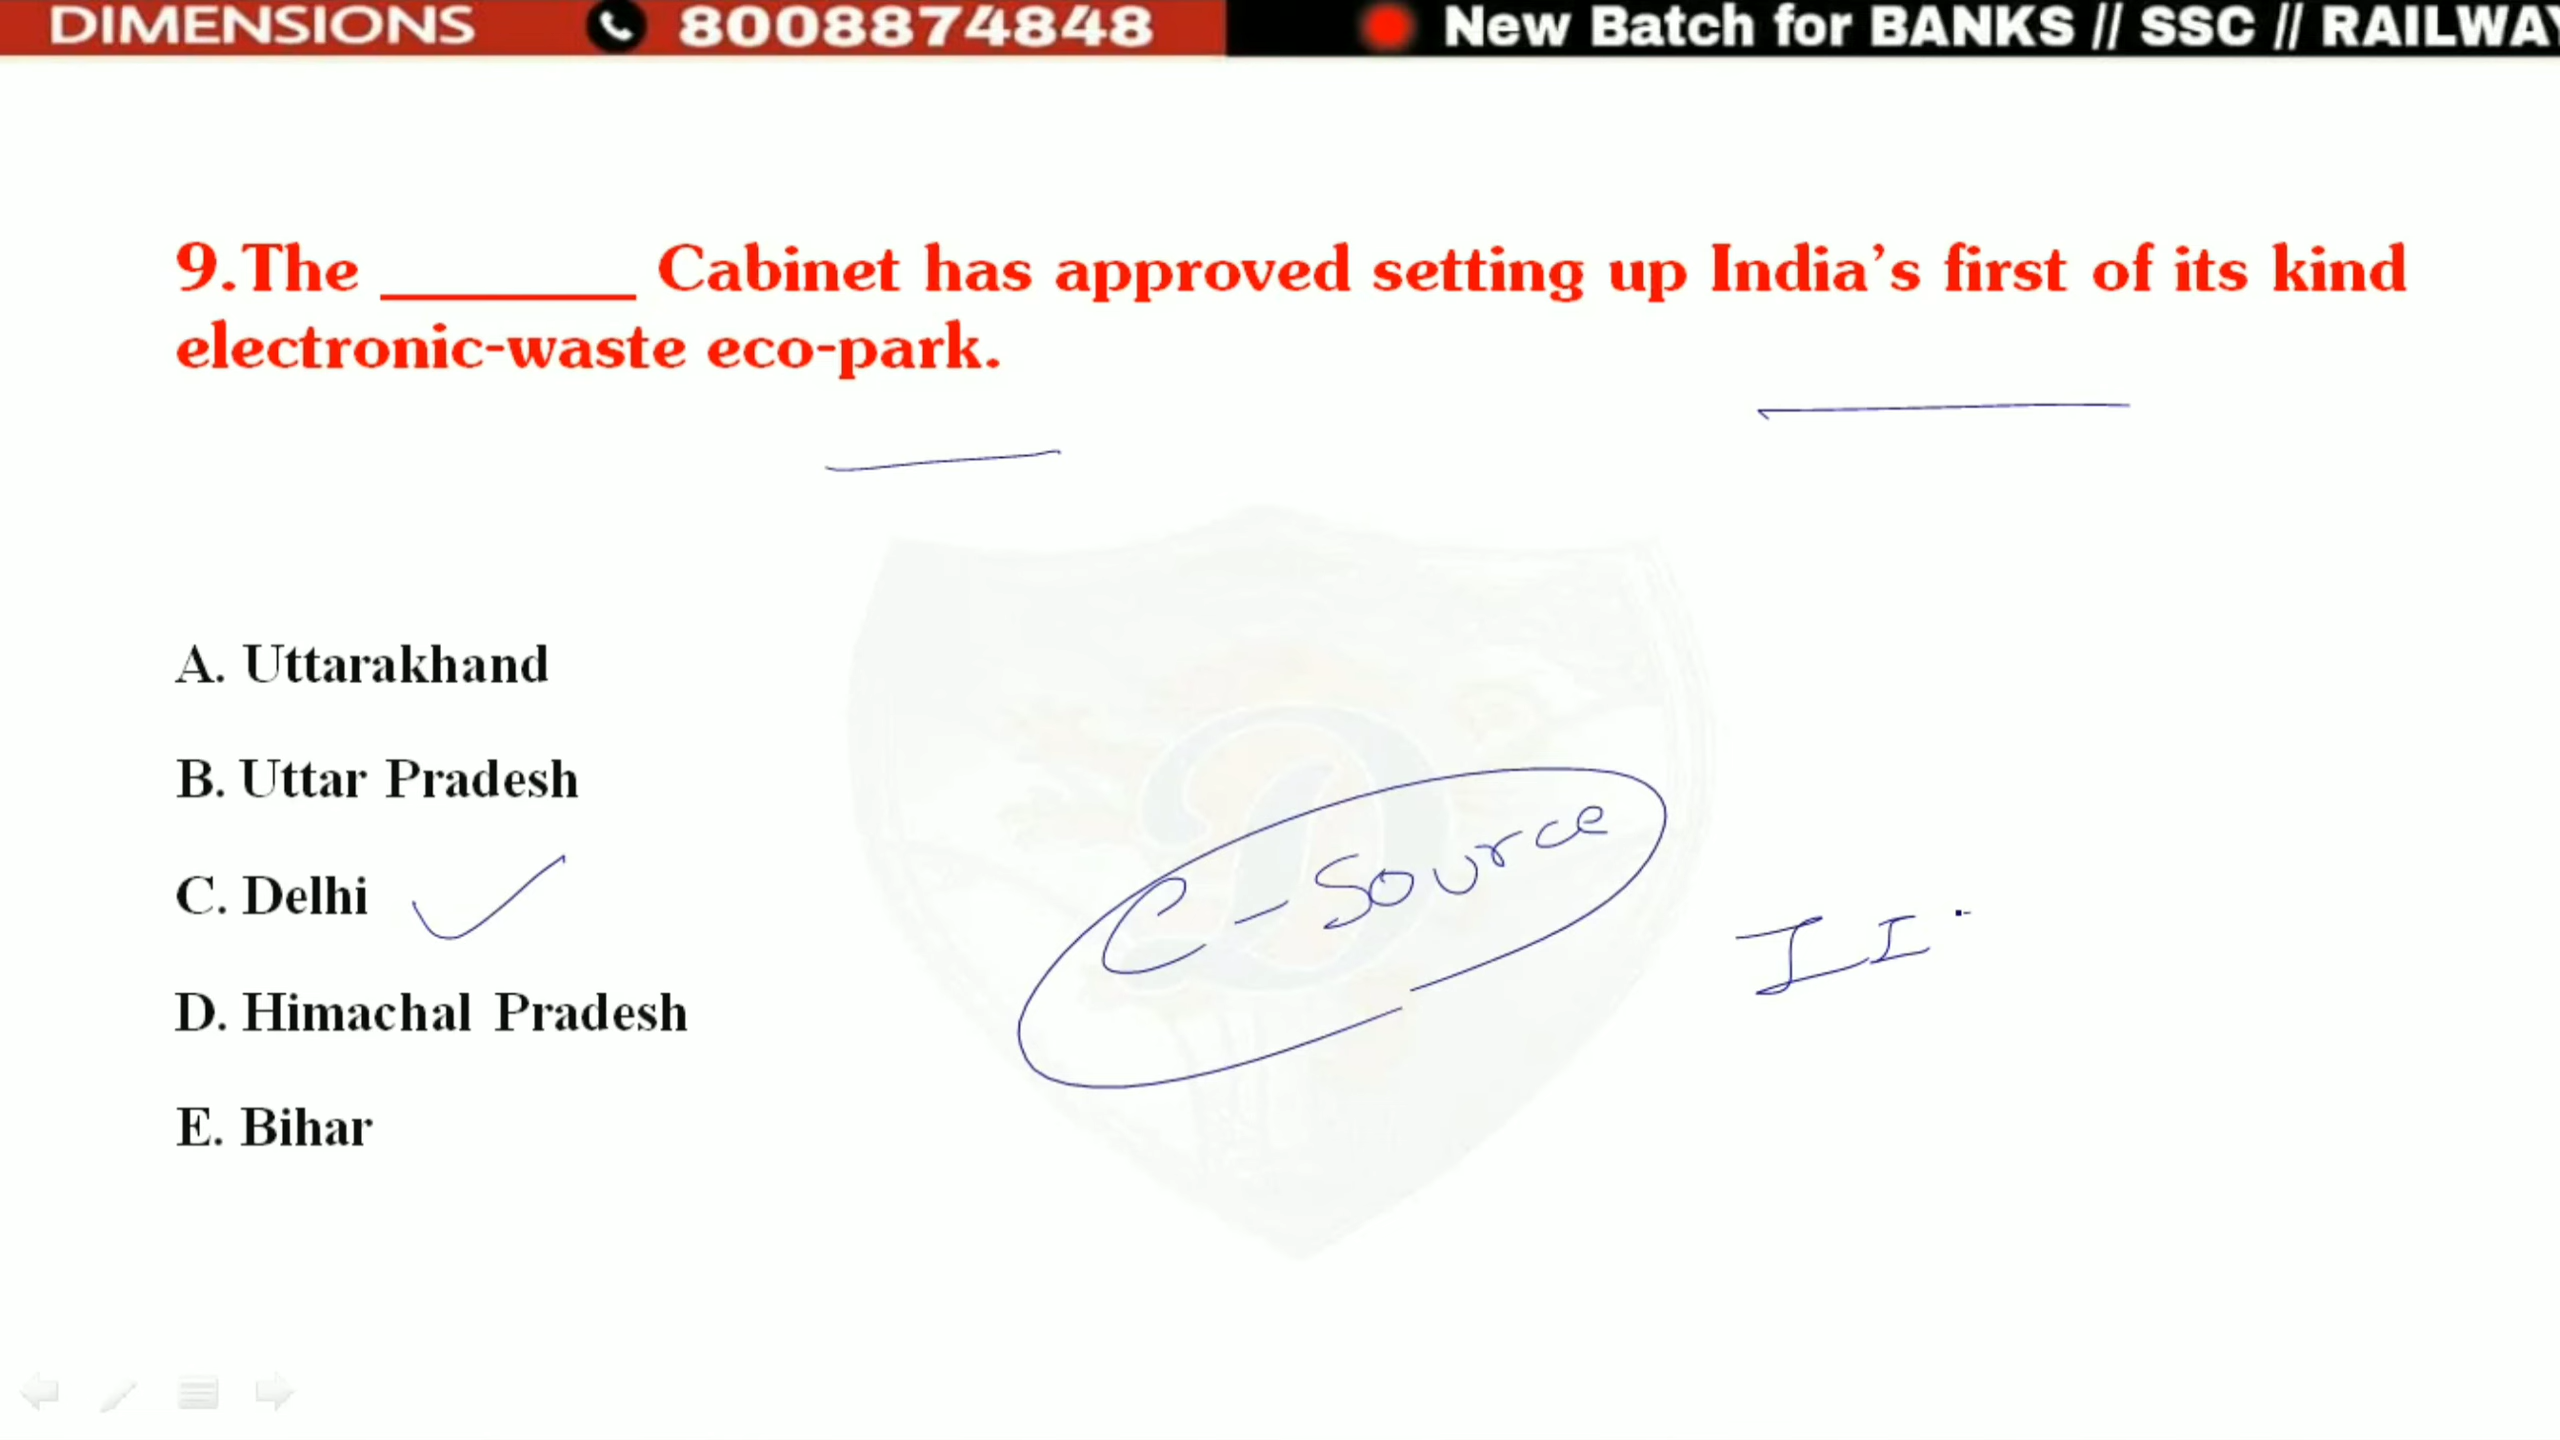 DIMENSIONS 8008874848 New Batch for BANKS // SSC // RAILWAY
9.The ________ Cabinet has approved setting up India's first of its kind
electronic-waste eco-park.
A. Uttarakhand
B. Uttar Pradesh
C. Delhi
D. Himachal Pradesh
E. Bihar
e-source
II